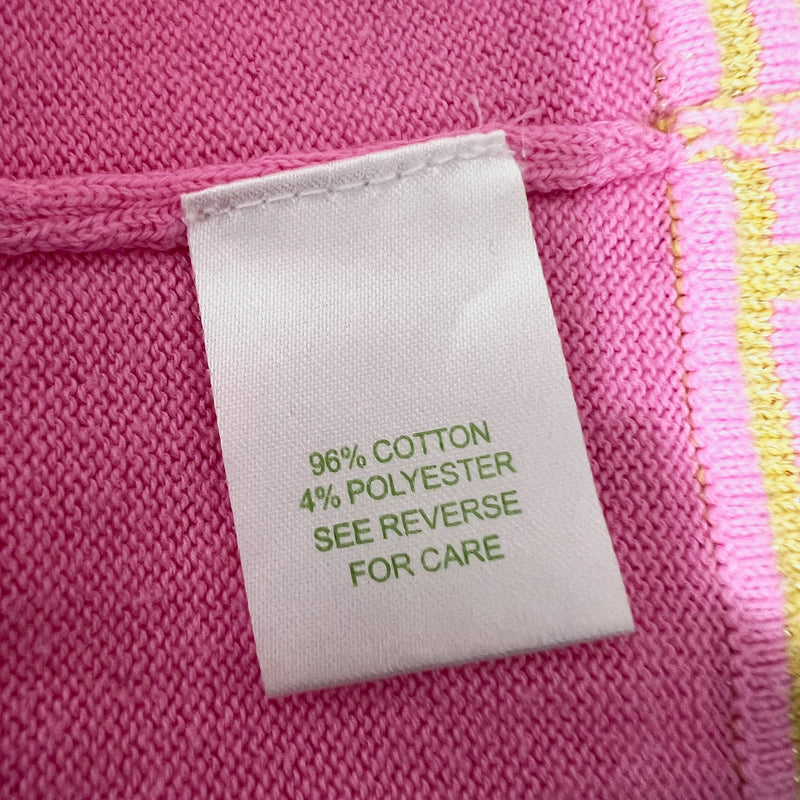 96% COTTON
4% POLYESTER
SEE REVERSE
FOR CARE